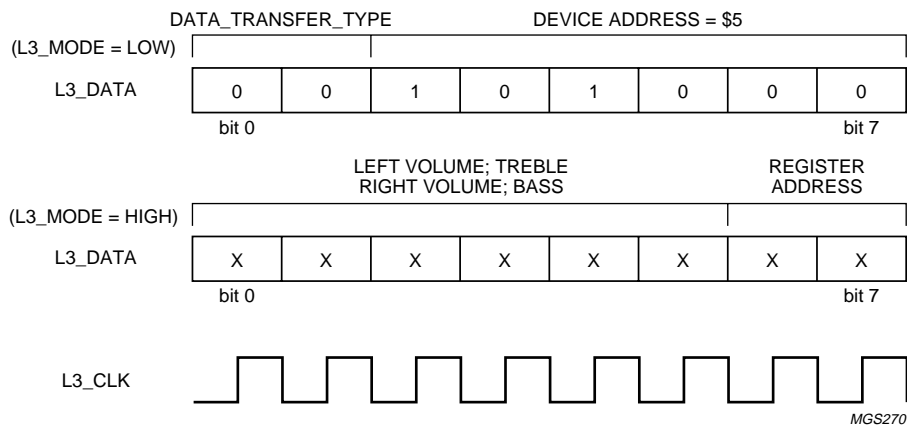 DATA_TRANSFER_TYPE DEVICE ADDRESS = $5
(L3_MODE = LOW)
L3_DATA 0 0 1 0 1 0 0 0
bit 0 bit 7
LEFT VOLUME; TREBLE REGISTER
RIGHT VOLUME; BASS ADDRESS
(L3_MODE = HIGH)
L3_DATA X X X X X X X X
bit 0 bit 7
L3_CLK
MGS270